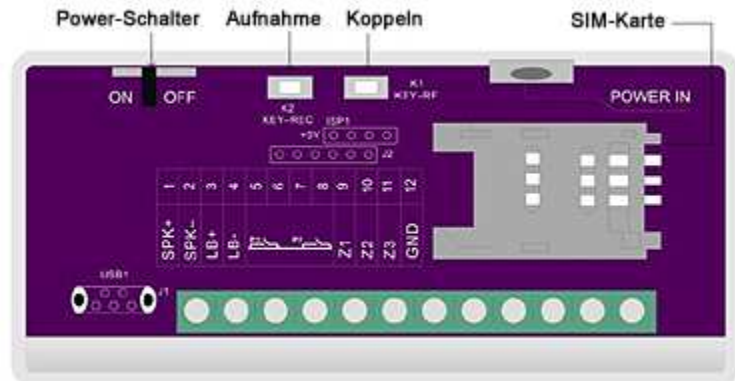 Power-Schalter Aufnahme Koppeln SIM-Karte
ON OFF
K2
KEY-REC
K1
KEY-RF
POWER IN
ISP1
+3V
J2
1 2 3 4 5 6 7 8 9 10 11 12
SPK+ SPK- LB+ LB- Z1 Z2 Z3 GND
USB1
J1